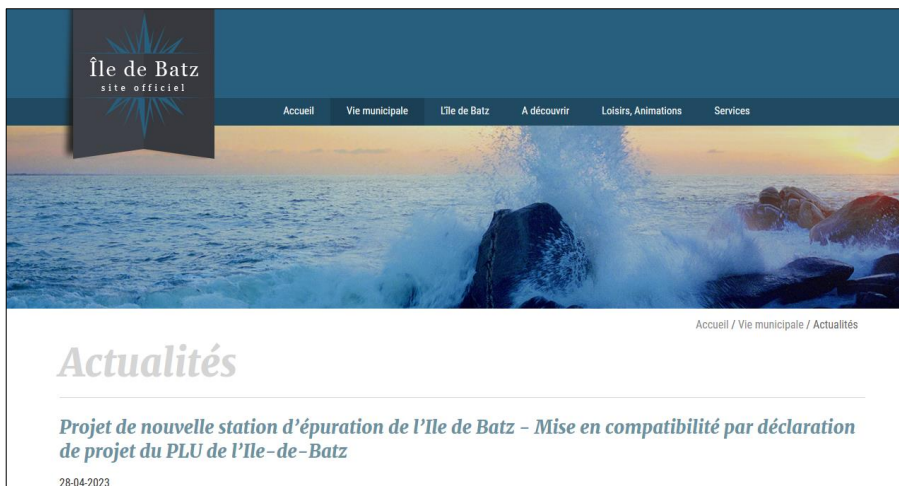 Île de Batz
site officiel
Accueil Vie municipale L'île de Batz A découvrir Loisirs, Animations Services
Accueil / Vie municipale / Actualités
Actualités
Projet de nouvelle station d’épuration de l’Ile de Batz – Mise en compatibilité par déclaration
de projet du PLU de l’Ile-de-Batz
28-04-2023